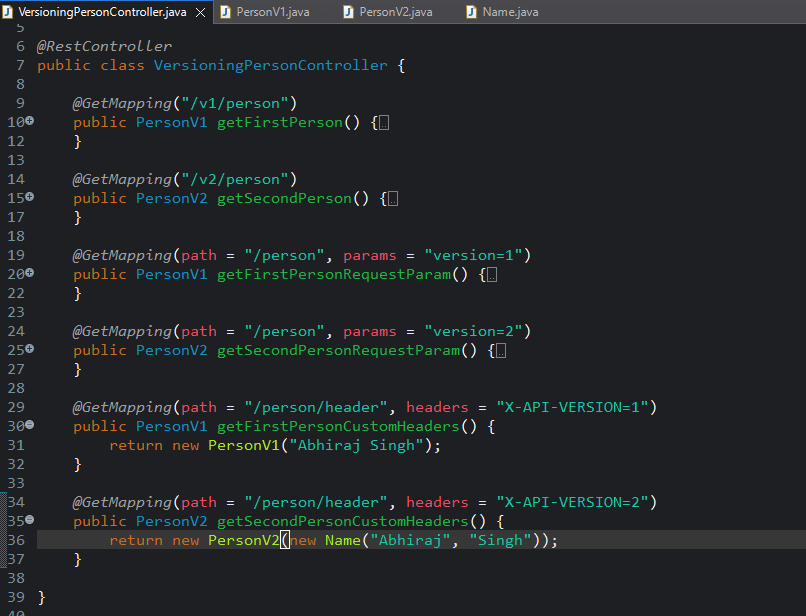 VersioningPersonController.java PersonV1.java PersonV2.java Name.java
5
6 @RestController
7 public class VersioningPersonController {
8
9 @GetMapping("/v1/person")
10 public PersonV1 getFirstPerson() {
12 }
13
14 @GetMapping("/v2/person")
15 public PersonV2 getSecondPerson() {
17 }
18
19 @GetMapping(path = "/person", params = "version=1")
20 public PersonV1 getFirstPersonRequestParam() {
22 }
23
24 @GetMapping(path = "/person", params = "version=2")
25 public PersonV2 getSecondPersonRequestParam() {
27 }
28
29 @GetMapping(path = "/person/header", headers = "X-API-VERSION=1")
30 public PersonV1 getFirstPersonCustomHeaders() {
31 return new PersonV1("Abhiraj Singh");
32 }
33
34 @GetMapping(path = "/person/header", headers = "X-API-VERSION=2")
35 public PersonV2 getSecondPersonCustomHeaders() {
36 return new PersonV2(new Name("Abhiraj", "Singh"));
37 }
38
39 }
40